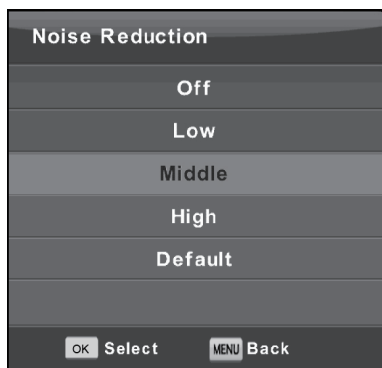 Noise Reduction
Off
Low
Middle
High
Default
OK Select MENU Back